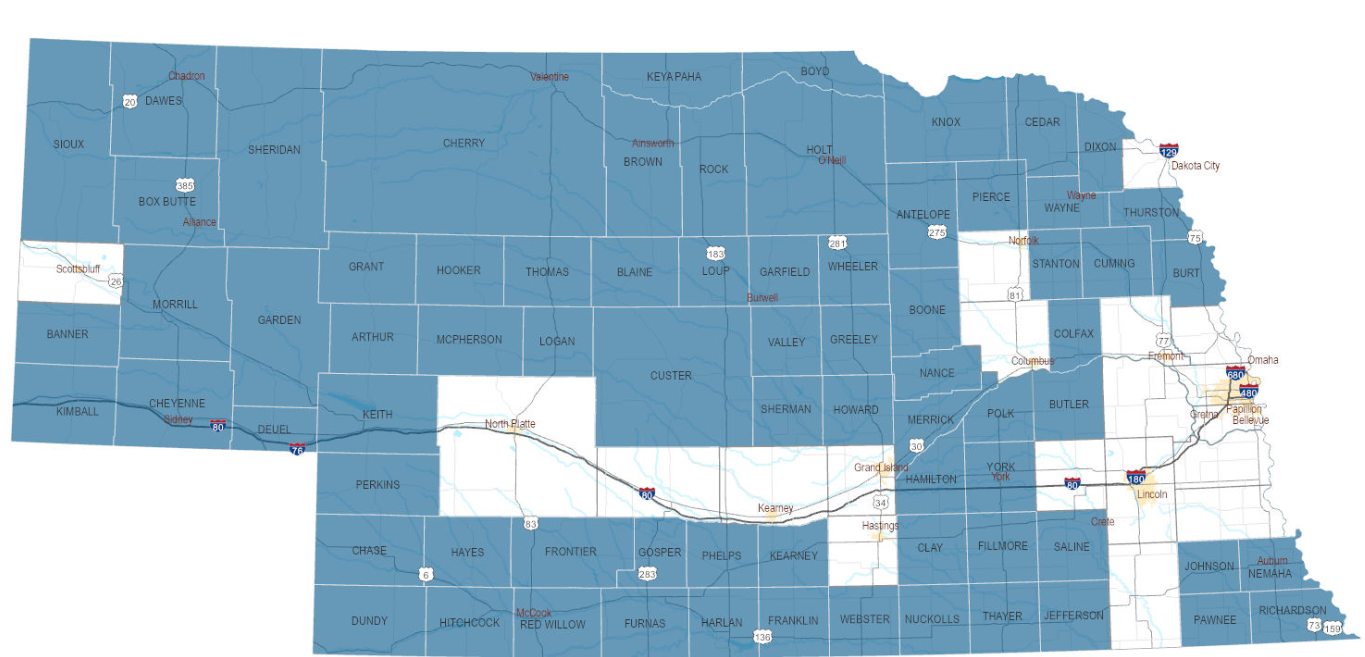 Chadron
Valentine
KEYA PAHA
BOYD
20
DAWES
KNOX
CEDAR
SIOUX
SHERIDAN
CHERRY
Ainsworth
BROWN
ROCK
HOLT
O'Neill
DIXON
129
Dakota City
385
BOX BUTTE
Alliance
PIERCE
Wayne
WAYNE
ANTELOPE
275
THURSTON
75
Scottsbluff
26
GRANT
HOOKER
THOMAS
BLAINE
183
LOUP
GARFIELD
281
WHEELER
Norfolk
STANTON
CUMING
BURT
MORRILL
GARDEN
Burwell
81
BOONE
BANNER
ARTHUR
MCPHERSON
LOGAN
VALLEY
GREELEY
COLFAX
77
Fremont
Omaha
Columbus
680
480
CUSTER
NANCE
KIMBALL
CHEYENNE
Sidney
80
DEUEL
76
KEITH
SHERMAN
HOWARD
MERRICK
POLK
BUTLER
Gretna
Papillion
Bellevue
North Platte
30
Grand Island
PERKINS
80
Kearney
34
HAMILTON
YORK
York
80
180
Lincoln
83
Hastings
Crete
CHASE
HAYES
FRONTIER
GOSPER
PHELPS
KEARNEY
CLAY
FILLMORE
SALINE
6
283
JOHNSON
Auburn
NEMAHA
DUNDY
HITCHCOCK
McCook
RED WILLOW
FURNAS
HARLAN
FRANKLIN
136
WEBSTER
NUCKOLLS
THAYER
JEFFERSON
PAWNEE
RICHARDSON
73
159